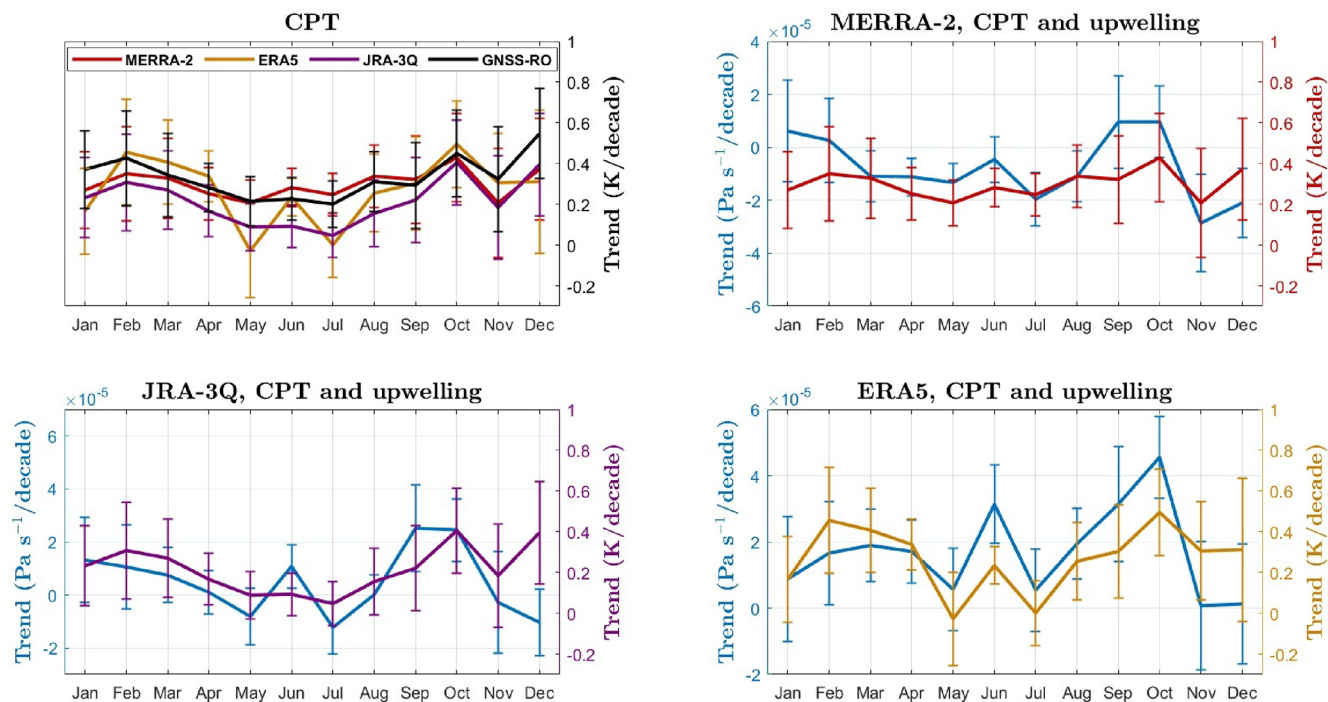 CPT
MERRA-2 ERA5 JRA-3Q GNSS-RO
1
0.8
0.6
0.4
0.2
0
-0.2
Trend (K/decade)
Jan Feb Mar Apr May Jun Jul Aug Sep Oct Nov Dec
MERRA-2, CPT and upwelling
×10⁻⁵
4
2
0
-2
-4
-6
Trend (Pa s⁻¹/decade)
1
0.8
0.6
0.4
0.2
0
-0.2
Trend (K/decade)
Jan Feb Mar Apr May Jun Jul Aug Sep Oct Nov Dec
JRA-3Q, CPT and upwelling
×10⁻⁵
6
4
2
0
-2
Trend (Pa s⁻¹/decade)
1
0.8
0.6
0.4
0.2
0
-0.2
Trend (K/decade)
Jan Feb Mar Apr May Jun Jul Aug Sep Oct Nov Dec
ERA5, CPT and upwelling
×10⁻⁵
6
4
2
0
-2
Trend (Pa s⁻¹/decade)
1
0.8
0.6
0.4
0.2
0
-0.2
Trend (K/decade)
Jan Feb Mar Apr May Jun Jul Aug Sep Oct Nov Dec